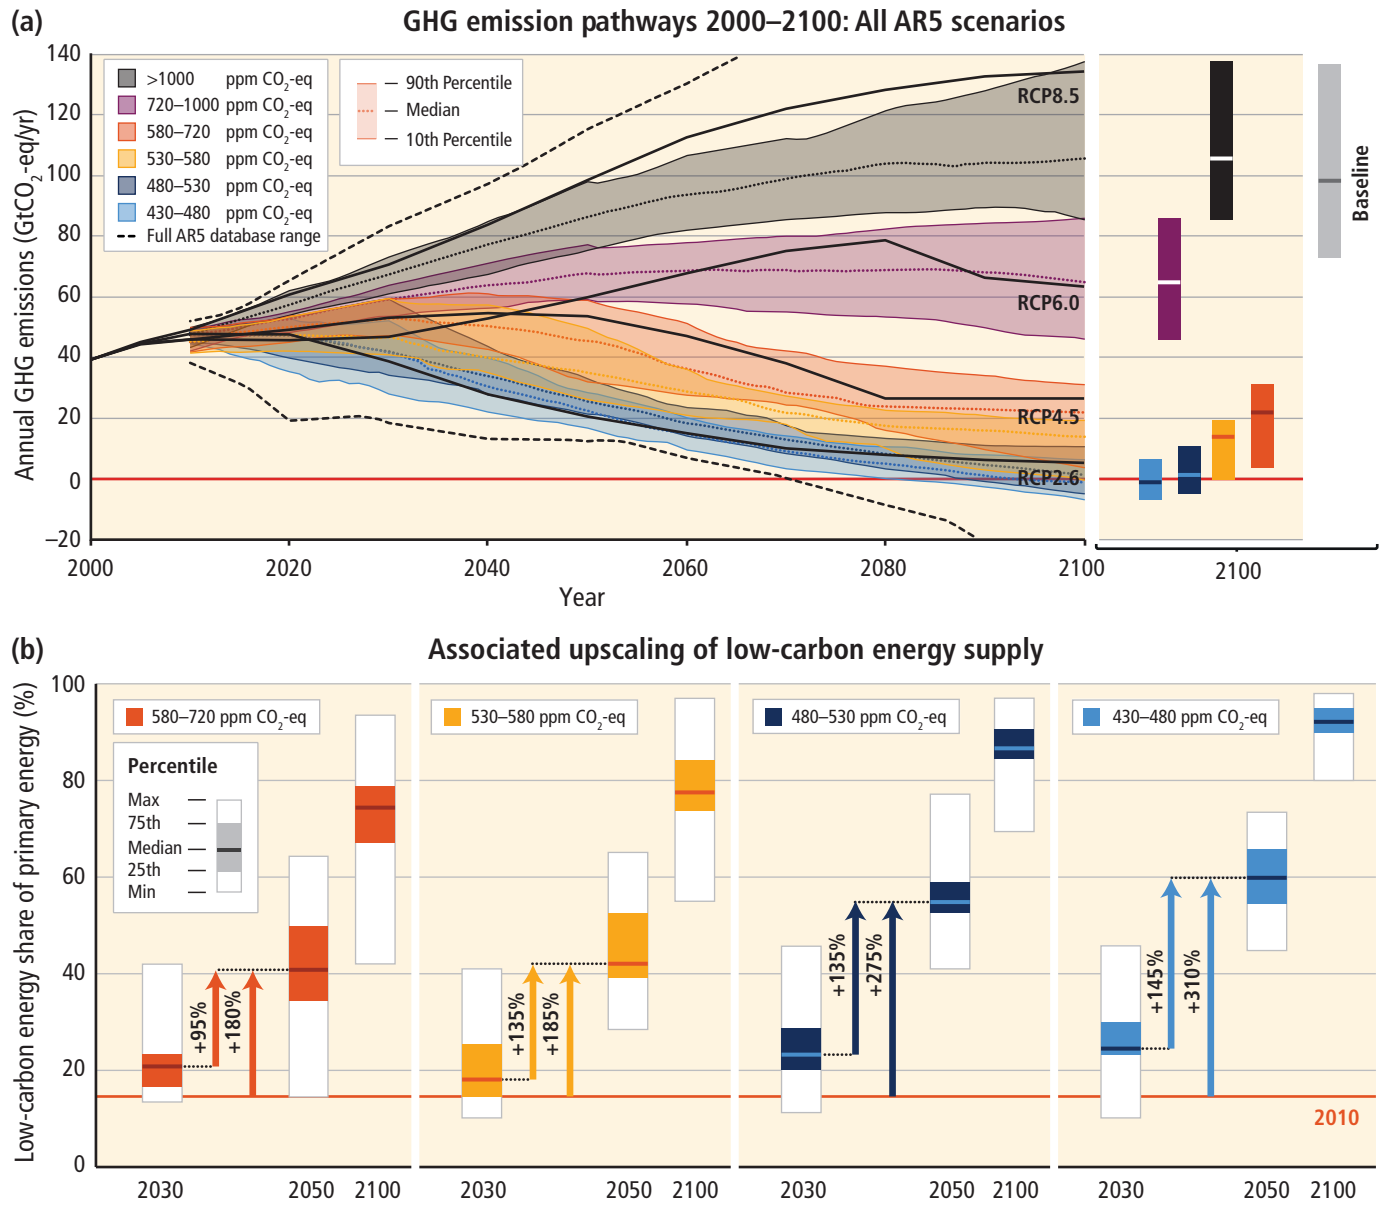 (a)
GHG emission pathways 2000–2100: All AR5 scenarios
Annual GHG emissions (GtCO2-eq/yr)
140
120
100
80
60
40
20
0
–20
>1000 ppm CO2-eq
720–1000 ppm CO2-eq
580–720 ppm CO2-eq
530–580 ppm CO2-eq
480–530 ppm CO2-eq
430–480 ppm CO2-eq
Full AR5 database range
90th Percentile
Median
10th Percentile
RCP8.5
RCP6.0
RCP4.5
RCP2.6
Baseline
2000
2020
2040
2060
2080
2100
2100
Year
(b)
Associated upscaling of low-carbon energy supply
Low-carbon energy share of primary energy (%)
100
80
60
40
20
0
580–720 ppm CO2-eq
Percentile
Max
75th
Median
25th
Min
+95%
+180%
2030
2050
2100
530–580 ppm CO2-eq
+135%
+185%
2030
2050
2100
480–530 ppm CO2-eq
+135%
+275%
2030
2050
2100
430–480 ppm CO2-eq
+145%
+310%
2010
2030
2050
2100